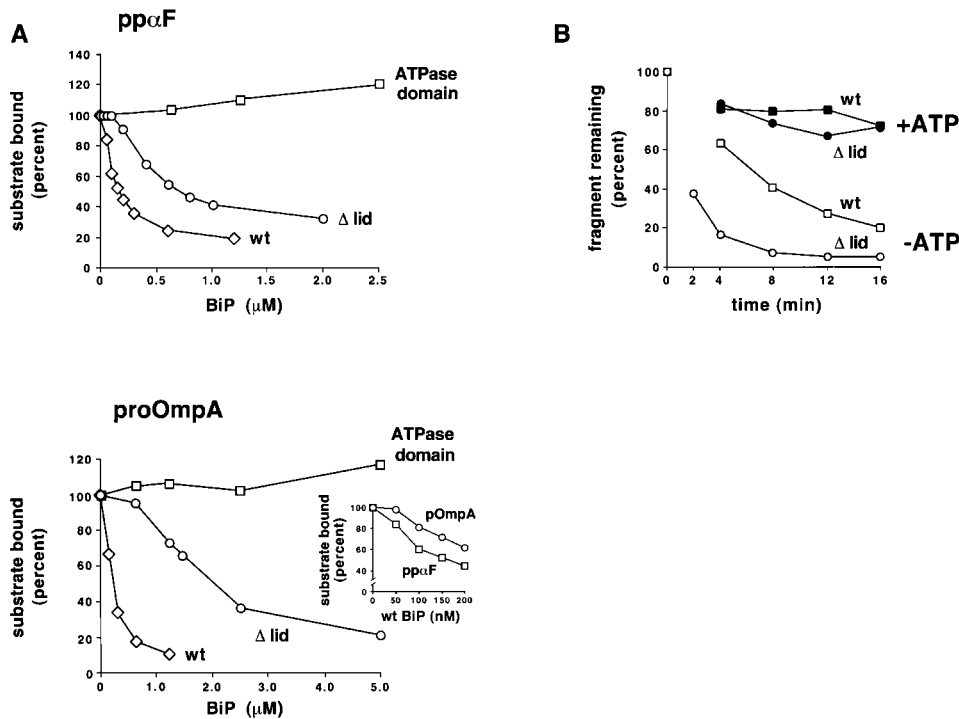 A
ppαF
140
120
100
80
60
40
20
0
substrate bound
(percent)
ATPase
domain
Δ lid
wt
0 0.5 1.0 1.5 2.0 2.5
BiP (μM)
B
100
80
60
40
20
0
fragment remaining
(percent)
wt
Δ lid
+ATP
wt
Δ lid
-ATP
0 2 4 8 12 16
time (min)
proOmpA
120
100
80
60
40
20
0
substrate bound
(percent)
ATPase
domain
Δ lid
wt
0 1.0 2.0 3.0 4.0 5.0
BiP (μM)
100
80
60
40
0
substrate bound
(percent)
pOmpA
ppαF
0 50 100 150 200
wt BiP (nM)